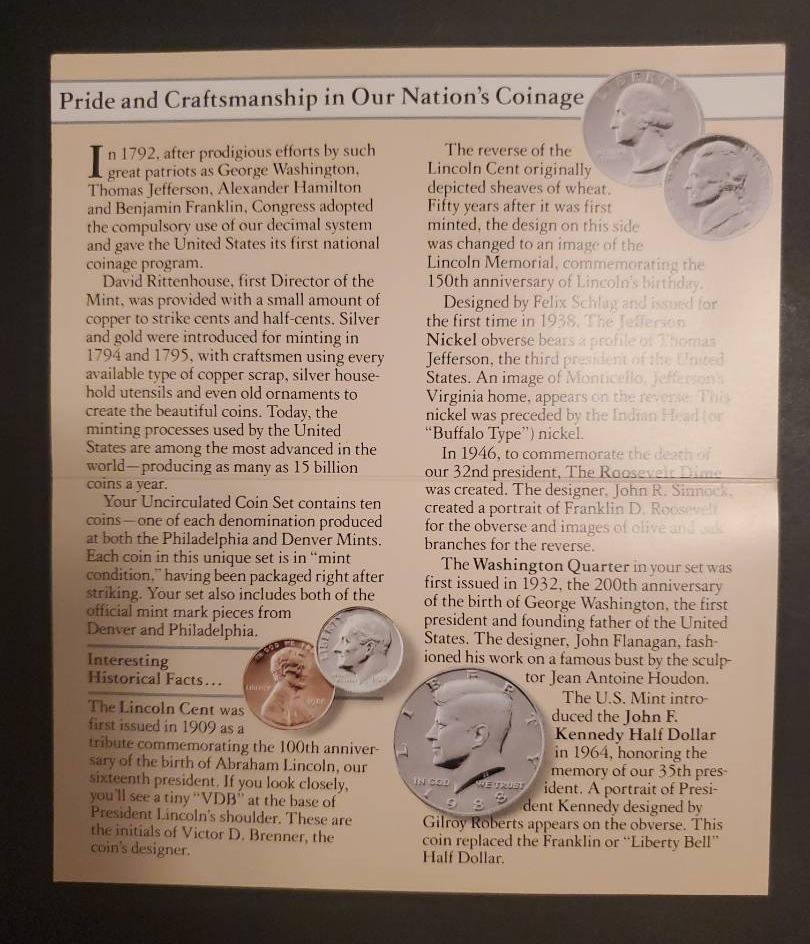 Pride and Craftsmanship in Our Nation's Coinage
In 1792, after prodigious efforts by such
great patriots as George Washington,
Thomas Jefferson, Alexander Hamilton
and Benjamin Franklin, Congress adopted
the compulsory use of our decimal system
and gave the United States its first national
coinage program.
David Rittenhouse, first Director of the
Mint, was provided with a small amount of
copper to strike cents and half-cents. Silver
and gold were introduced for minting in
1794 and 1795, with craftsmen using every
available type of copper scrap, silver house-
hold utensils and even old ornaments to
create the beautiful coins. Today, the
minting processes used by the United
States are among the most advanced in the
world—producing as many as 15 billion
coins a year.
Your Uncirculated Coin Set contains ten
coins—one of each denomination produced
at both the Philadelphia and Denver Mints.
Each coin in this unique set is in "mint
condition," having been packaged right after
striking. Your set also includes both of the
official mint mark pieces from
Denver and Philadelphia.
Interesting
Historical Facts...
The Lincoln Cent was
first issued in 1909 as a
tribute commemorating the 100th anniver-
sary of the birth of Abraham Lincoln, our
sixteenth president. If you look closely,
you'll see a tiny "VDB" at the base of
President Lincoln's shoulder. These are
the initials of Victor D. Brenner, the
coin's designer.
The reverse of the
Lincoln Cent originally
depicted sheaves of wheat.
Fifty years after it was first
minted, the design on this side
was changed to an image of the
Lincoln Memorial, commemorating the
150th anniversary of Lincoln's birthday.
Designed by Felix Schlag and issued for
the first time in 1938, The Jefferson
Nickel obverse bears a profile of Thomas
Jefferson, the third president of the United
States. An image of Monticello, Jefferson's
Virginia home, appears on the reverse. This
nickel was preceded by the Indian Head (or
"Buffalo Type") nickel.
In 1946, to commemorate the death of
our 32nd president, The Roosevelt Dime
was created. The designer, John R. Sinnock,
created a portrait of Franklin D. Roosevelt
for the obverse and images of olive and oak
branches for the reverse.
The Washington Quarter in your set was
first issued in 1932, the 200th anniversary
of the birth of George Washington, the first
president and founding father of the United
States. The designer, John Flanagan, fash-
ioned his work on a famous bust by the sculp-
tor Jean Antoine Houdon.
The U.S. Mint intro-
duced the John F.
Kennedy Half Dollar
in 1964, honoring the
memory of our 35th pres-
ident. A portrait of Presi-
dent Kennedy designed by
Gilroy Roberts appears on the obverse. This
coin replaced the Franklin or "Liberty Bell"
Half Dollar.
LIBERTY
LIBERTY
IN GOD WE TRUST
LIBERTY
LIBERTY
IN GOD WE TRUST
1988